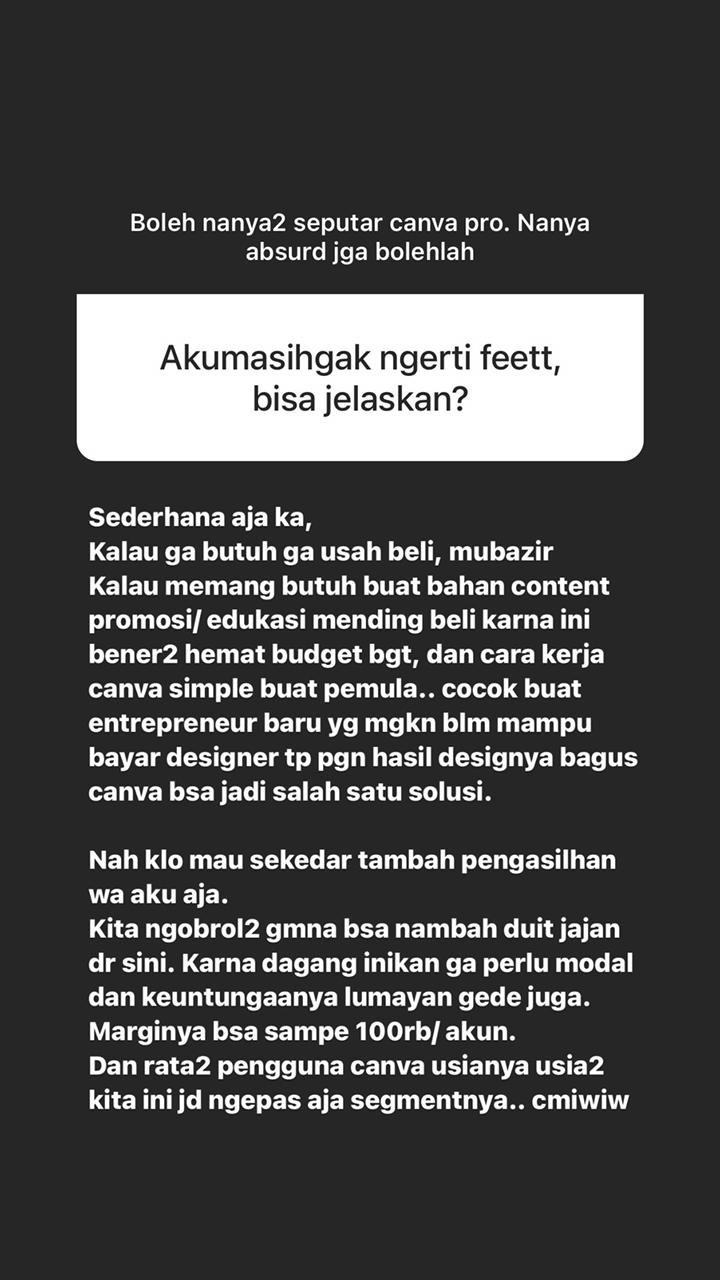 Boleh nanya2 seputar canva pro. Nanya
absurd jga bolehlah
Akumasihgak ngerti feett,
bisa jelaskan?
Sederhana aja ka,
Kalau ga butuh ga usah beli, mubazir
Kalau memang butuh buat bahan content
promosi/ edukasi mending beli karna ini
bener2 hemat budget bgt, dan cara kerja
canva simple buat pemula.. cocok buat
entrepreneur baru yg mgkn blm mampu
bayar designer tp pgn hasil designya bagus
canva bsa jadi salah satu solusi.
Nah klo mau sekedar tambah pengasilhan
wa aku aja.
Kita ngobrol2 gmna bsa nambah duit jajan
dr sini. Karna dagang inikan ga perlu modal
dan keuntungaanya lumayan gede juga.
Marginya bsa sampe 100rb/ akun.
Dan rata2 pengguna canva usianya usia2
kita ini jd ngepas aja segmentnya.. cmiwiw